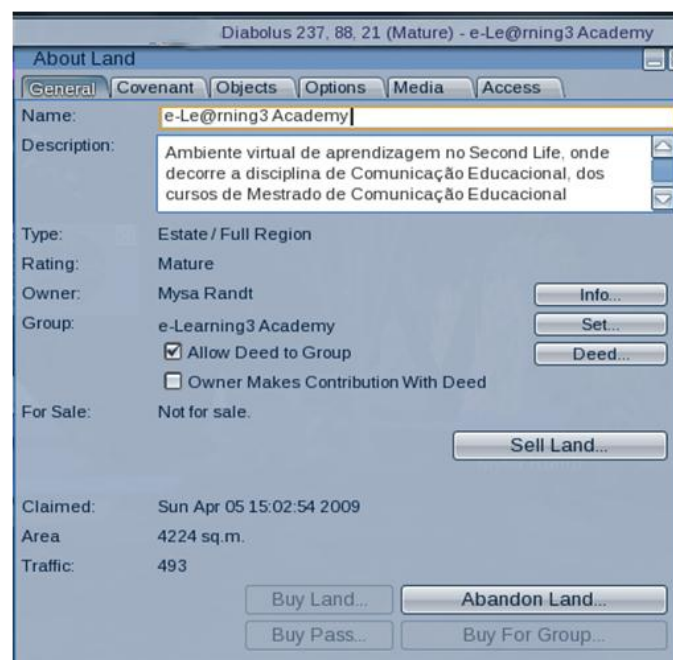 Diabolus 237, 88, 21 (Mature) - e-Le@rning3 Academy
About Land
General Covenant Objects Options Media Access
Name: e-Le@rning3 Academy
Description: Ambiente virtual de aprendizagem no Second Life, onde
decorre a disciplina de Comunicação Educacional, dos
cursos de Mestrado de Comunicação Educacional
Type: Estate / Full Region
Rating: Mature
Owner: Mysa Randt Info...
Group: e-Learning3 Academy Set...
Allow Deed to Group Deed...
Owner Makes Contribution With Deed
For Sale: Not for sale.
Sell Land...
Claimed: Sun Apr 05 15:02:54 2009
Area 4224 sq.m.
Traffic: 493
Buy Land... Abandon Land...
Buy Pass... Buy For Group...